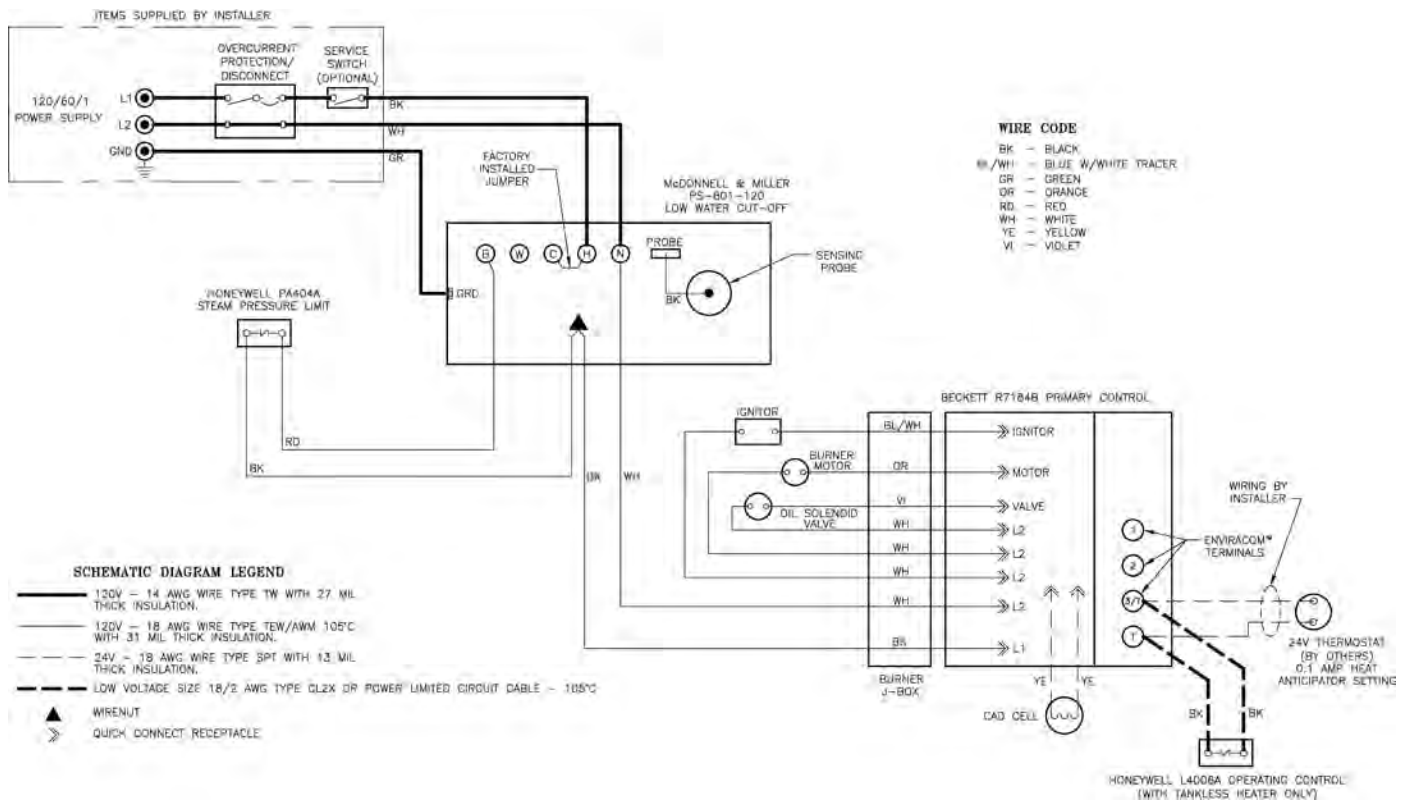 ITEMS SUPPLIED BY INSTALLER
OVERCURRENT
PROTECTION/
DISCONNECT
SERVICE
SWITCH
(OPTIONAL)
120/60/1
POWER SUPPLY
L1
L2
GND
BK
WH
GR
FACTORY
INSTALLED
JUMPER
McDONNELL & MILLER
PS-801-120
LOW WATER CUT-OFF
WIRE CODE
BK - BLACK
BL/WH - BLUE W/WHITE TRACER
GR - GREEN
OR - ORANGE
RD - RED
WH - WHITE
YE - YELLOW
VI - VIOLET
B
W
C
H
N
PROBE
BK
SENSING
PROBE
GRD
HONEYWELL PA404A
STEAM PRESSURE LIMIT
RD
BK
BK
WH
BECKETT R7184B PRIMARY CONTROL
IGNITOR
BL/WH
IGNITOR
BURNER
MOTOR
OR
MOTOR
OIL SOLENOID
VALVE
VI
VALVE
WH
L2
WH
L2
WH
L2
WH
L2
BK
L1
BURNER
J-BOX
1
2
3/T
T
ENVIRACOM®
TERMINALS
WIRING BY
INSTALLER
24V THERMOSTAT
(BY OTHERS)
0.1 AMP HEAT
ANTICIPATOR SETTING
YE
YE
CAD CELL
BK
BK
HONEYWELL L4006A OPERATING CONTROL
(WITH TANKLESS HEATER ONLY)
SCHEMATIC DIAGRAM LEGEND
120V - 14 AWG WIRE TYPE TW WITH 27 MIL
THICK INSULATION.
120V - 18 AWG WIRE TYPE TEW/AWM 105°C
WITH 31 MIL THICK INSULATION.
24V - 18 AWG WIRE TYPE SPT WITH 13 MIL
THICK INSULATION.
LOW VOLTAGE SIZE 18/2 AWG TYPE CL2X OR POWER LIMITED CIRCUIT CABLE - 105°C
WIRENUT
QUICK CONNECT RECEPTACLE